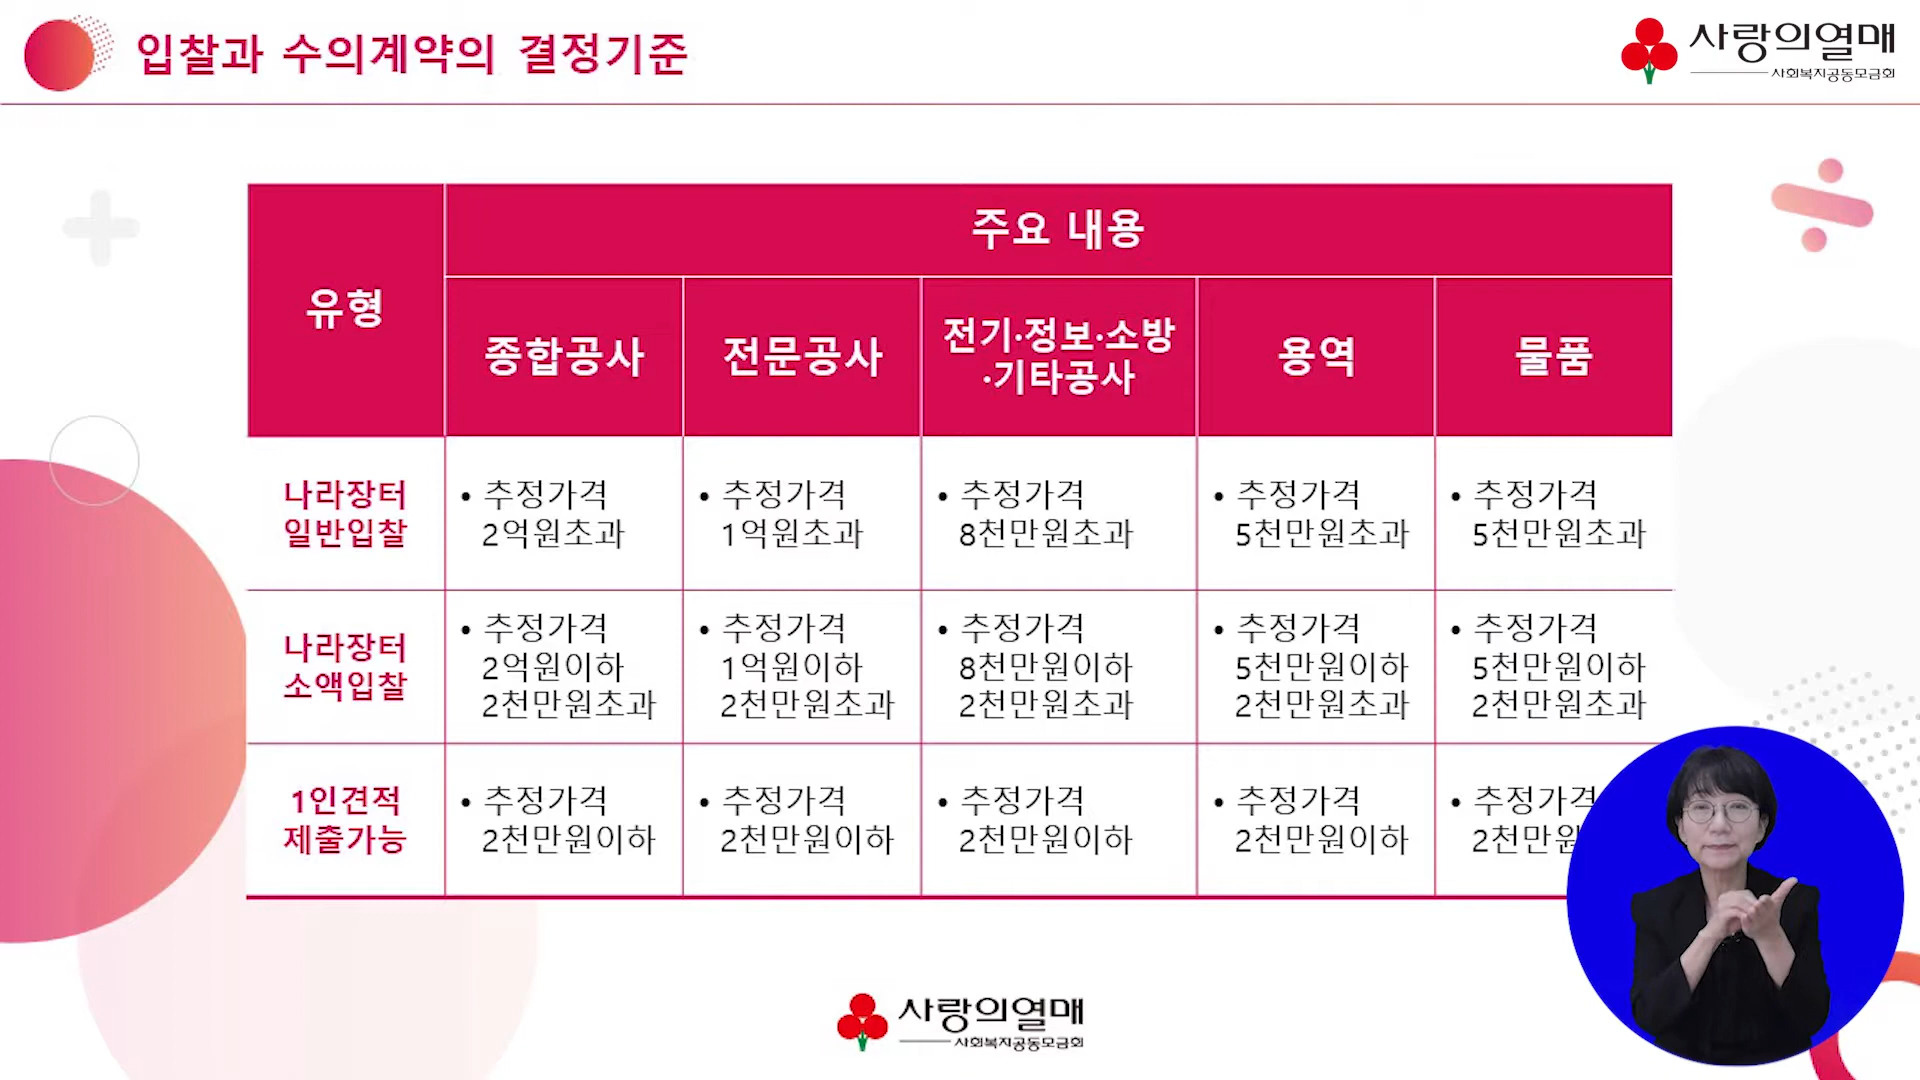 입찰과 수의계약의 결정기준
사랑의열매
사회복지공동모금회
유형
주요 내용
종합공사
전문공사
전기·정보·소방
·기타공사
용역
물품
나라장터
일반입찰
• 추정가격
2억원초과
• 추정가격
1억원초과
• 추정가격
8천만원초과
• 추정가격
5천만원초과
• 추정가격
5천만원초과
나라장터
소액입찰
• 추정가격
2억원이하
2천만원초과
• 추정가격
1억원이하
2천만원초과
• 추정가격
8천만원이하
2천만원초과
• 추정가격
5천만원이하
2천만원초과
• 추정가격
5천만원이하
2천만원초과
1인견적
제출가능
• 추정가격
2천만원이하
• 추정가격
2천만원이하
• 추정가격
2천만원이하
• 추정가격
2천만원이하
• 추정가격
2천만원
사랑의열매
사회복지공동모금회